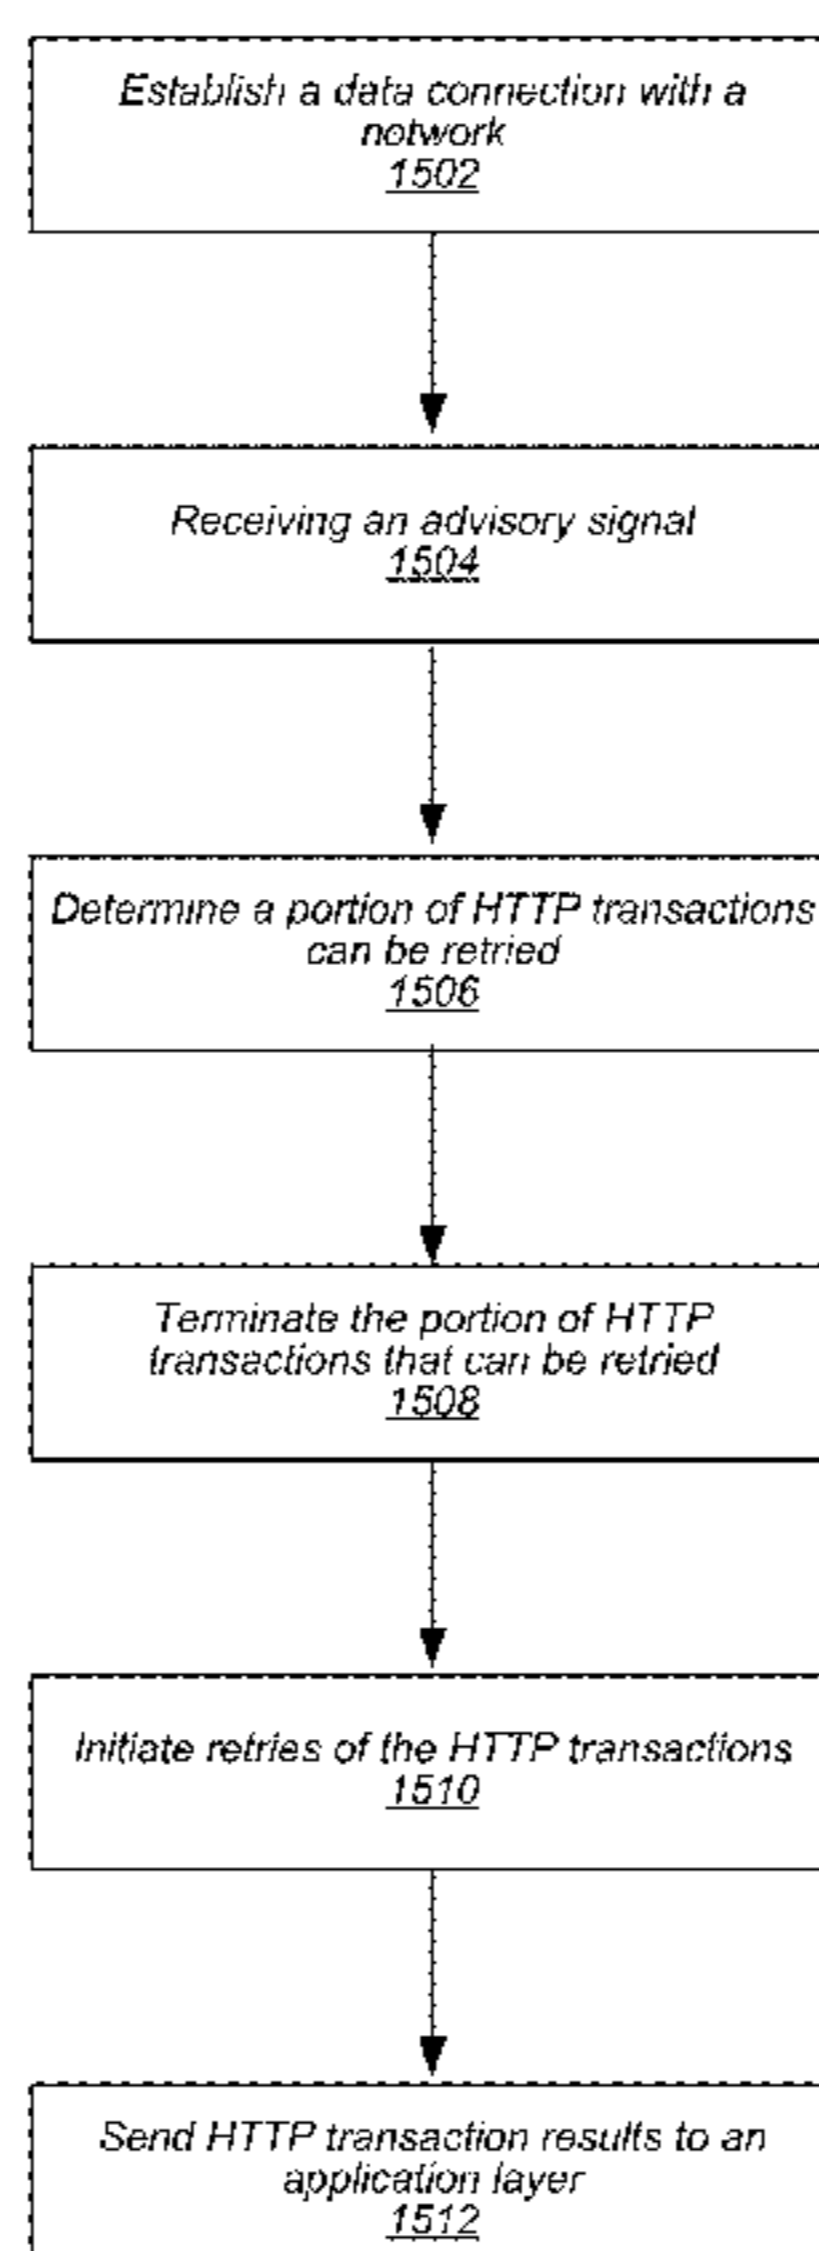 Establish a data connection with a
network
1502
Receiving an advisory signal
1504
Determine a portion of HTTP transactions
can be retried
1506
Terminate the portion of HTTP
transactions that can be retried
1508
Initiate retries of the HTTP transactions
1510
Send HTTP transaction results to an
application layer
1512